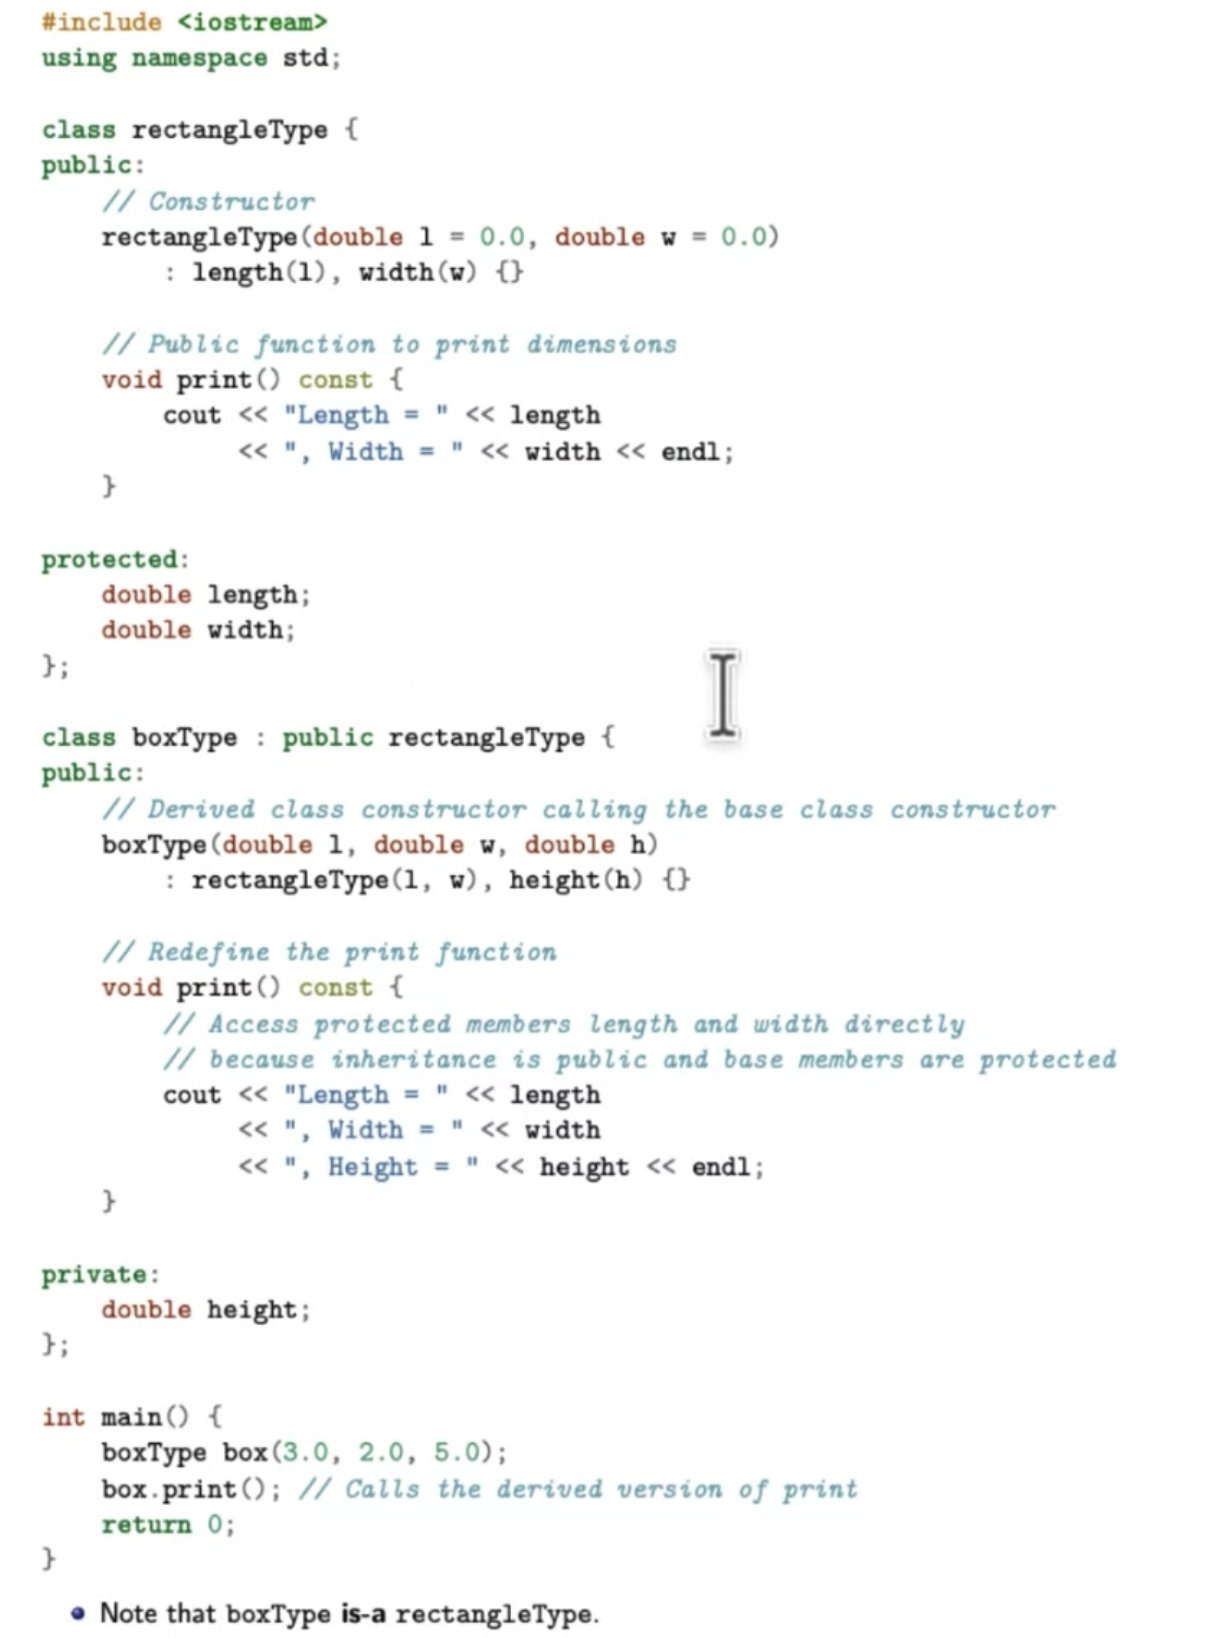 #include <iostream>
using namespace std;
class rectangleType {
public:
// Constructor
rectangleType(double l = 0.0, double w = 0.0)
: length(l), width(w) {}
// Public function to print dimensions
void print() const {
cout << "Length = " << length
<< ", Width = " << width << endl;
}
protected:
double length;
double width;
};
class boxType : public rectangleType {
public:
// Derived class constructor calling the base class constructor
boxType(double l, double w, double h)
: rectangleType(l, w), height(h) {}
// Redefine the print function
void print() const {
// Access protected members length and width directly
// because inheritance is public and base members are protected
cout << "Length = " << length
<< ", Width = " << width
<< ", Height = " << height << endl;
}
private:
double height;
};
int main() {
boxType box(3.0, 2.0, 5.0);
box.print(); // Calls the derived version of print
return 0;
}
• Note that boxType is-a rectangleType.